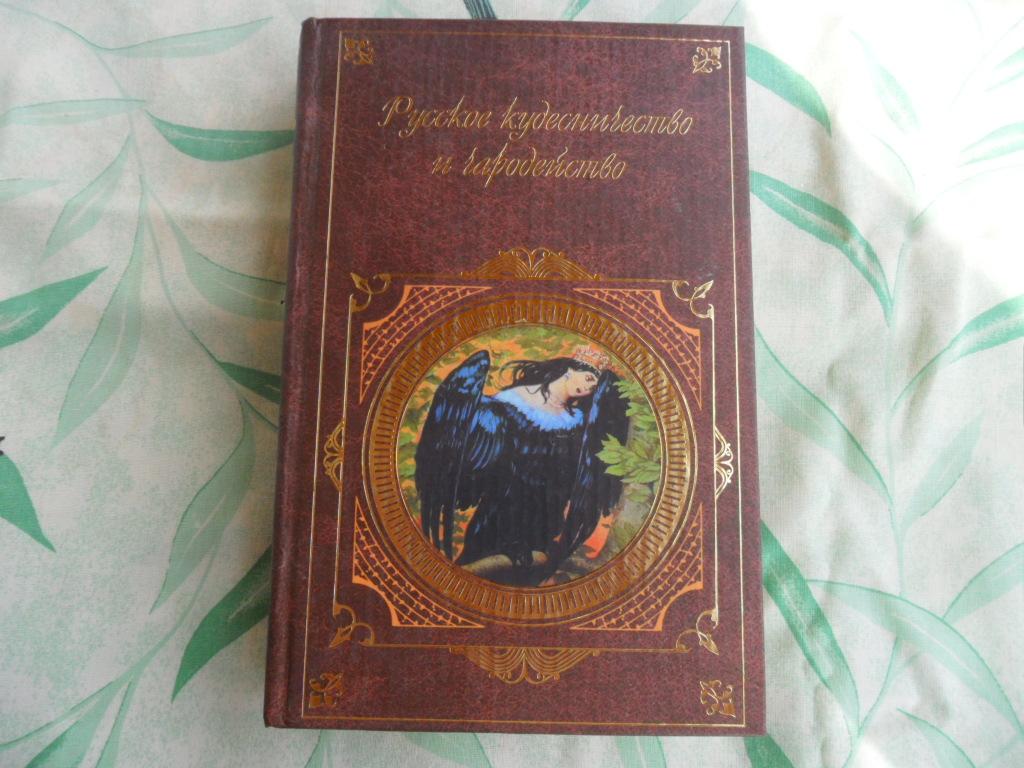 Русское кудесничество
и чародейство